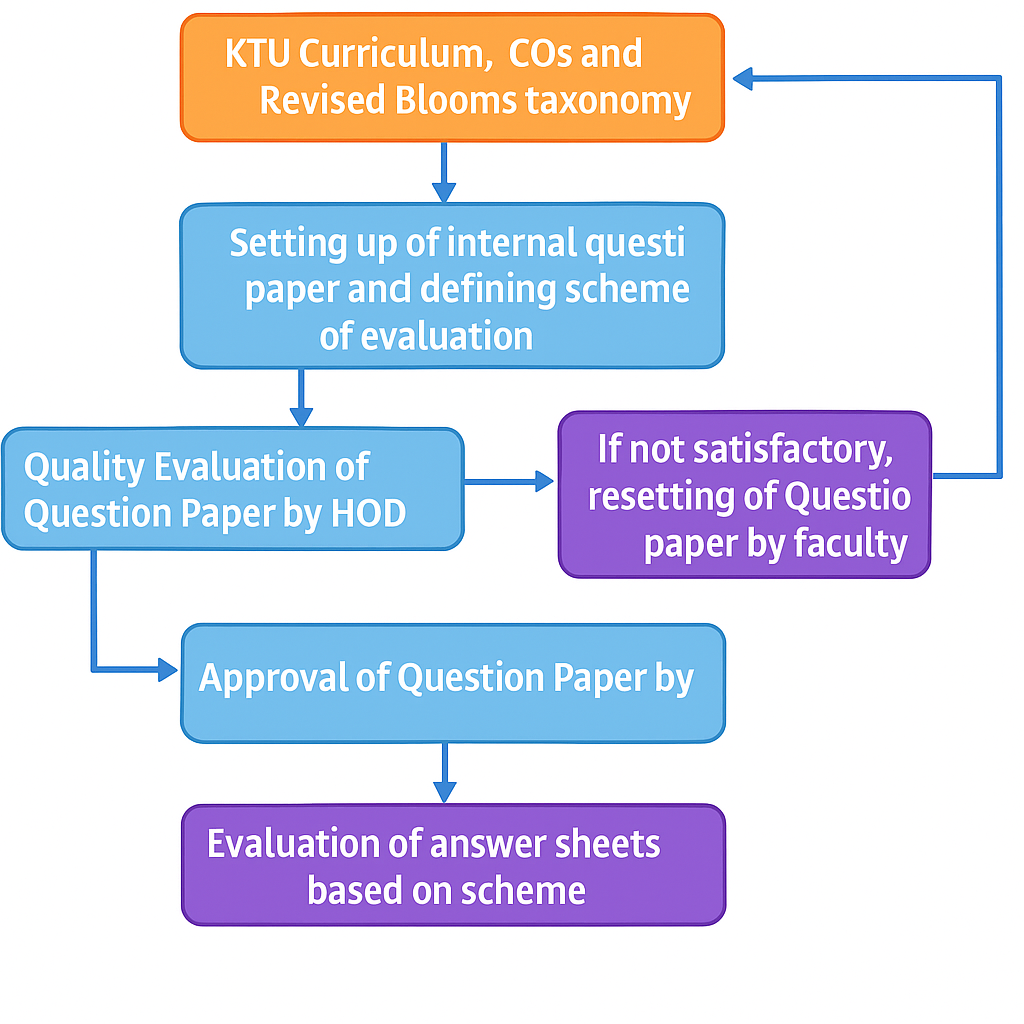 KTU Curriculum, COs and
Revised Blooms taxonomy
Setting up of internal questi
paper and defining scheme
of evaluation
Quality Evaluation of
Question Paper by HOD
If not satisfactory,
resetting of Questio
paper by faculty
Approval of Question Paper by
Evaluation of answer sheets
based on scheme